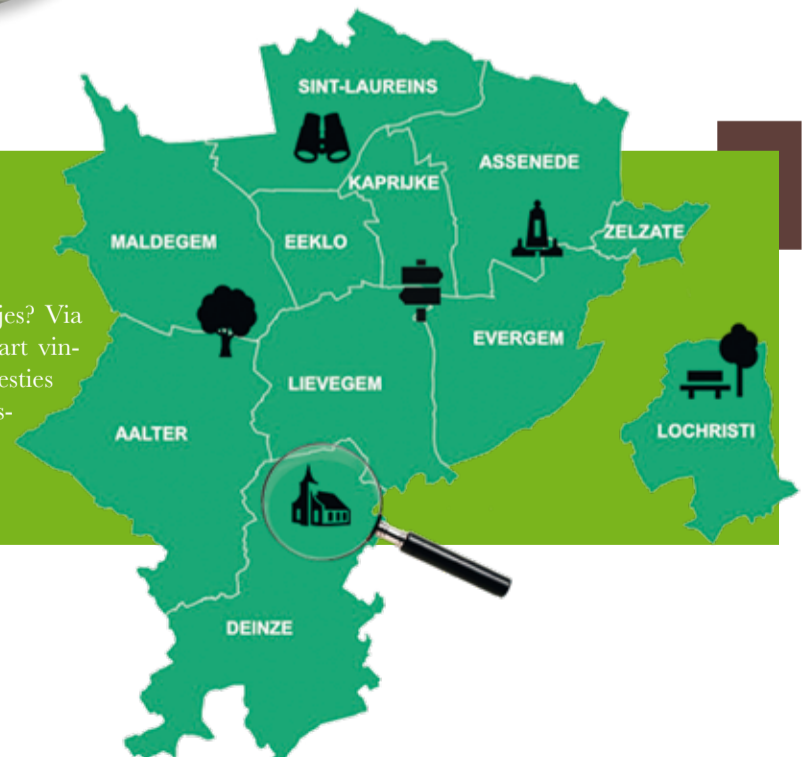 SINT-LAUREINS
ASSENEDE
KAPRIJKE
ZELZATE
MALDEGEM
EEKLO
jes? Via
art vin-
esties
s-
EVERGEM
LIEVEGEM
AALTER
LOCHRISTI
DEINZE